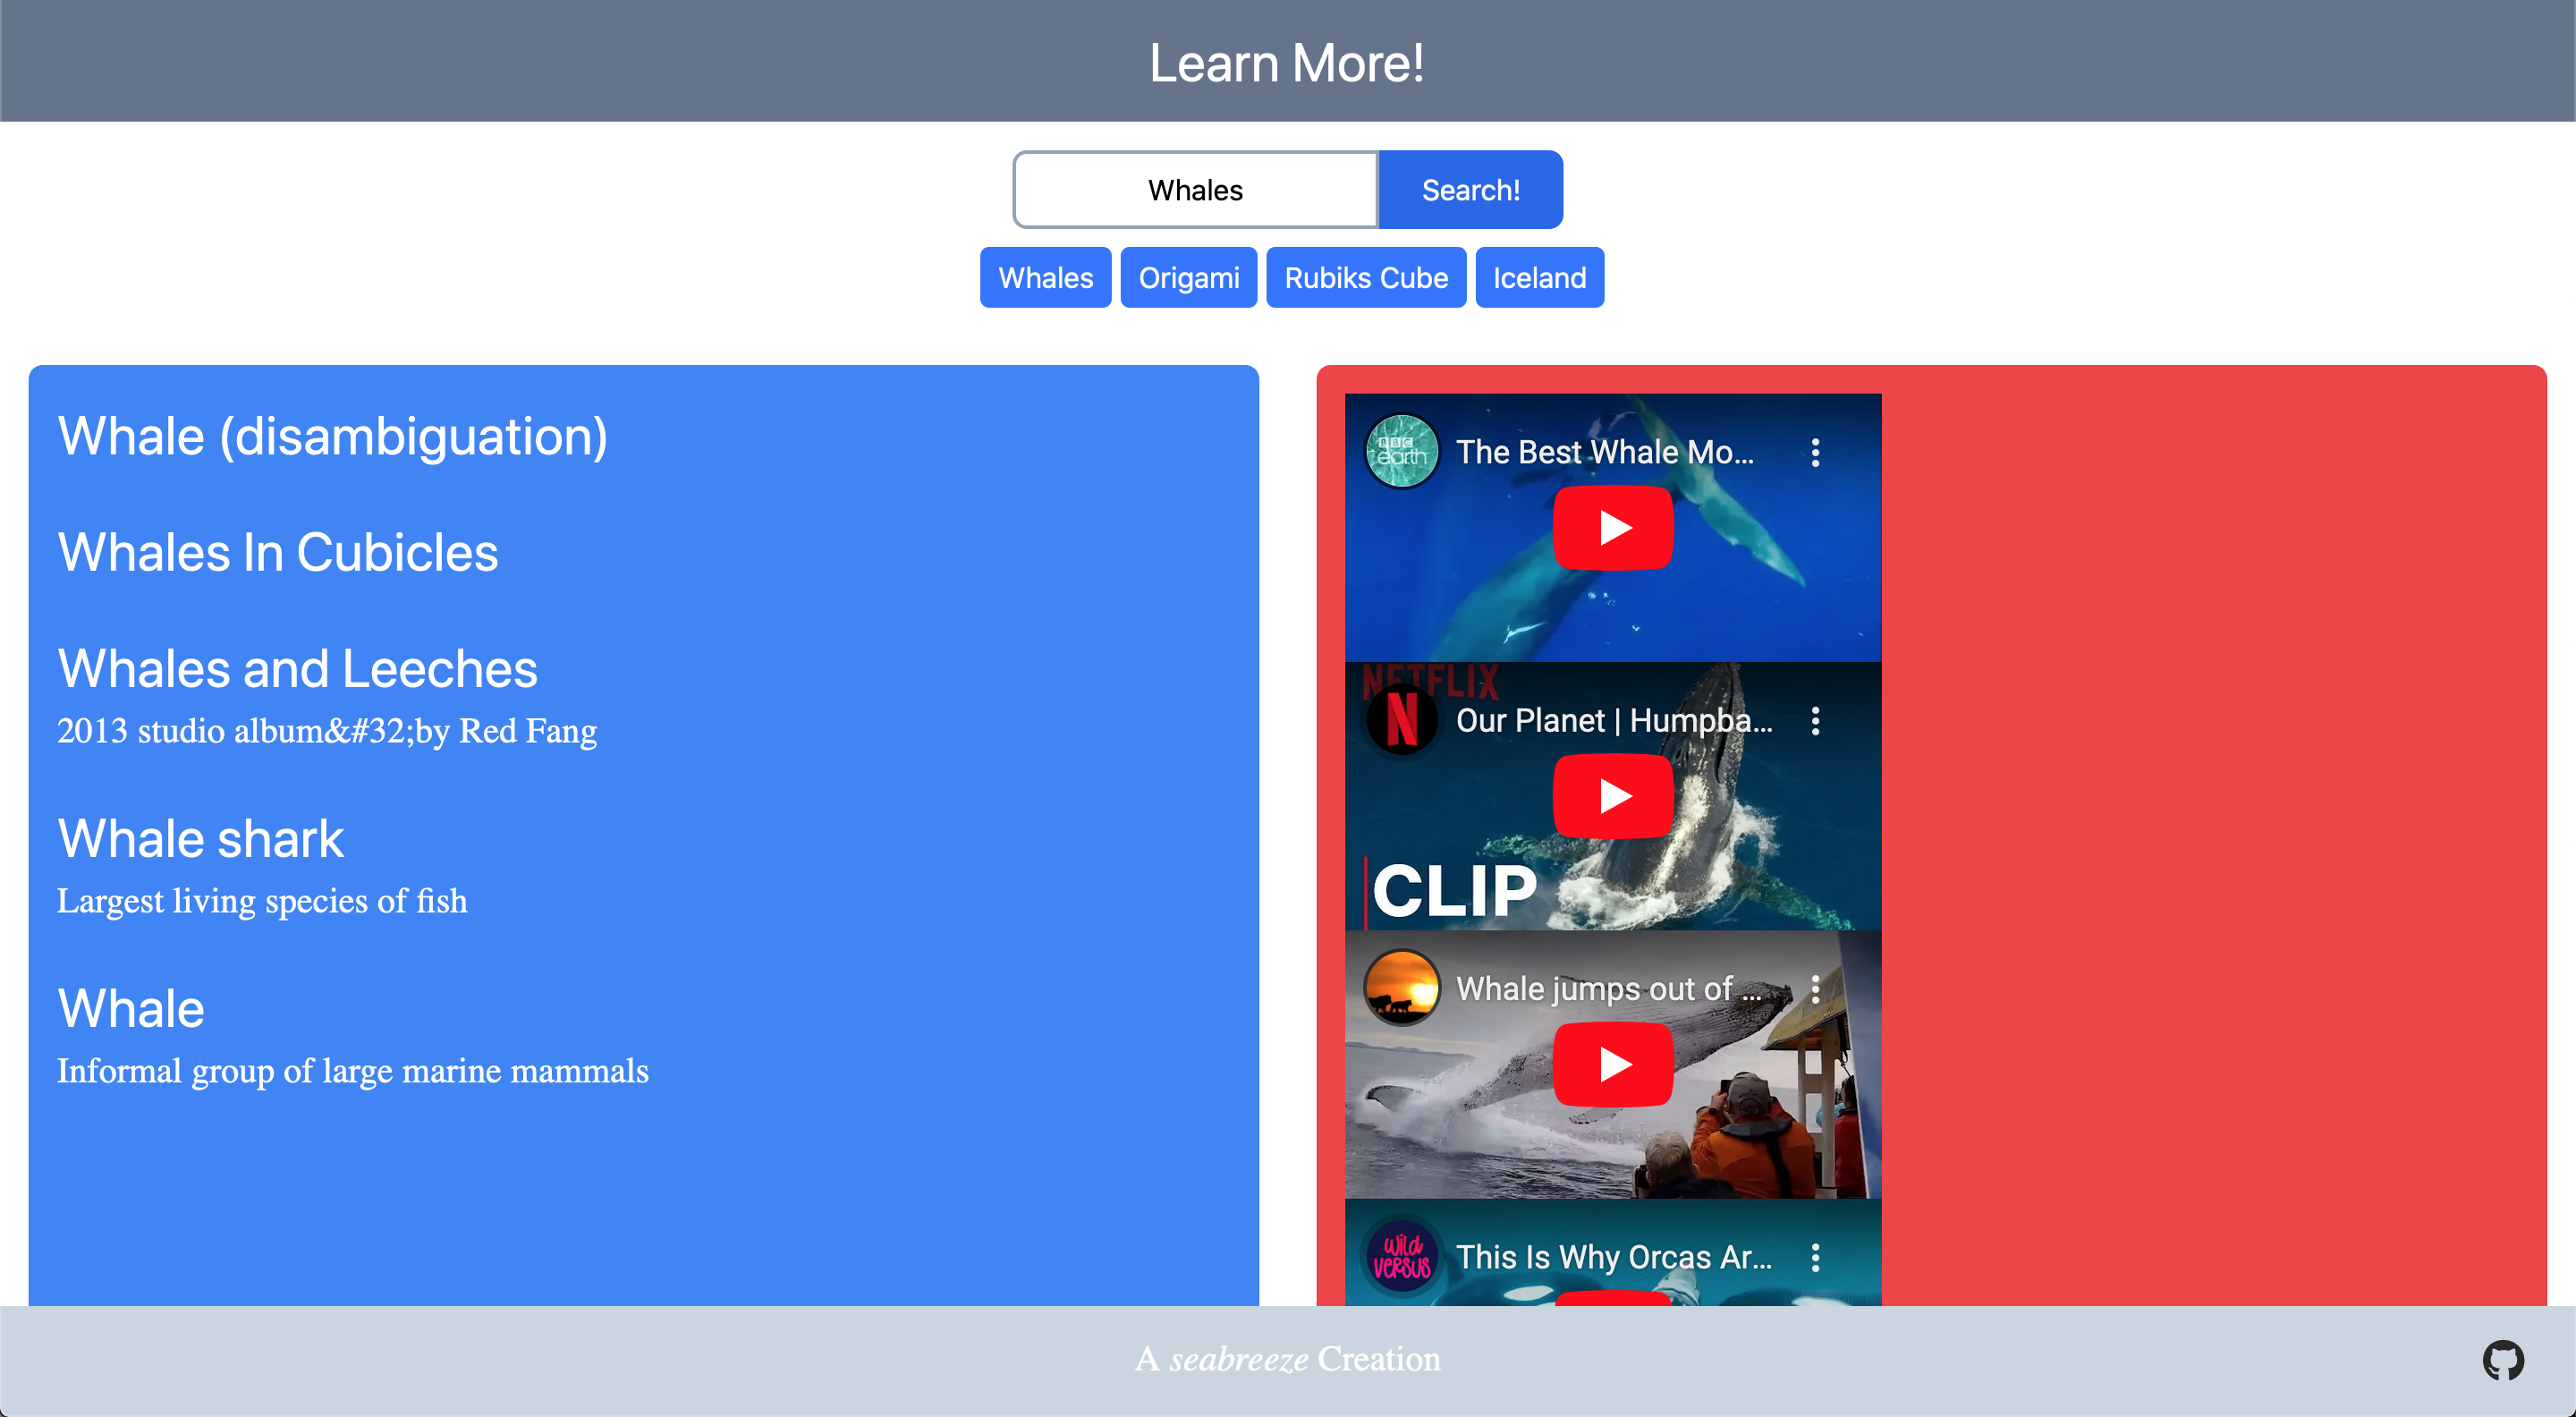 Learn More!
Whales
Search!
Whales
Origami
Rubiks Cube
Iceland
Whale (disambiguation)
Whales In Cubicles
Whales and Leeches
2013 studio album&#32;by Red Fang
Whale shark
Largest living species of fish
Whale
Informal group of large marine mammals
BBC
earth
The Best Whale Mo...
NETFLIX
N
Our Planet | Humpba...
CLIP
Whale jumps out of ...
Wild
VERSUS
This Is Why Orcas Ar...
A seabreeze Creation